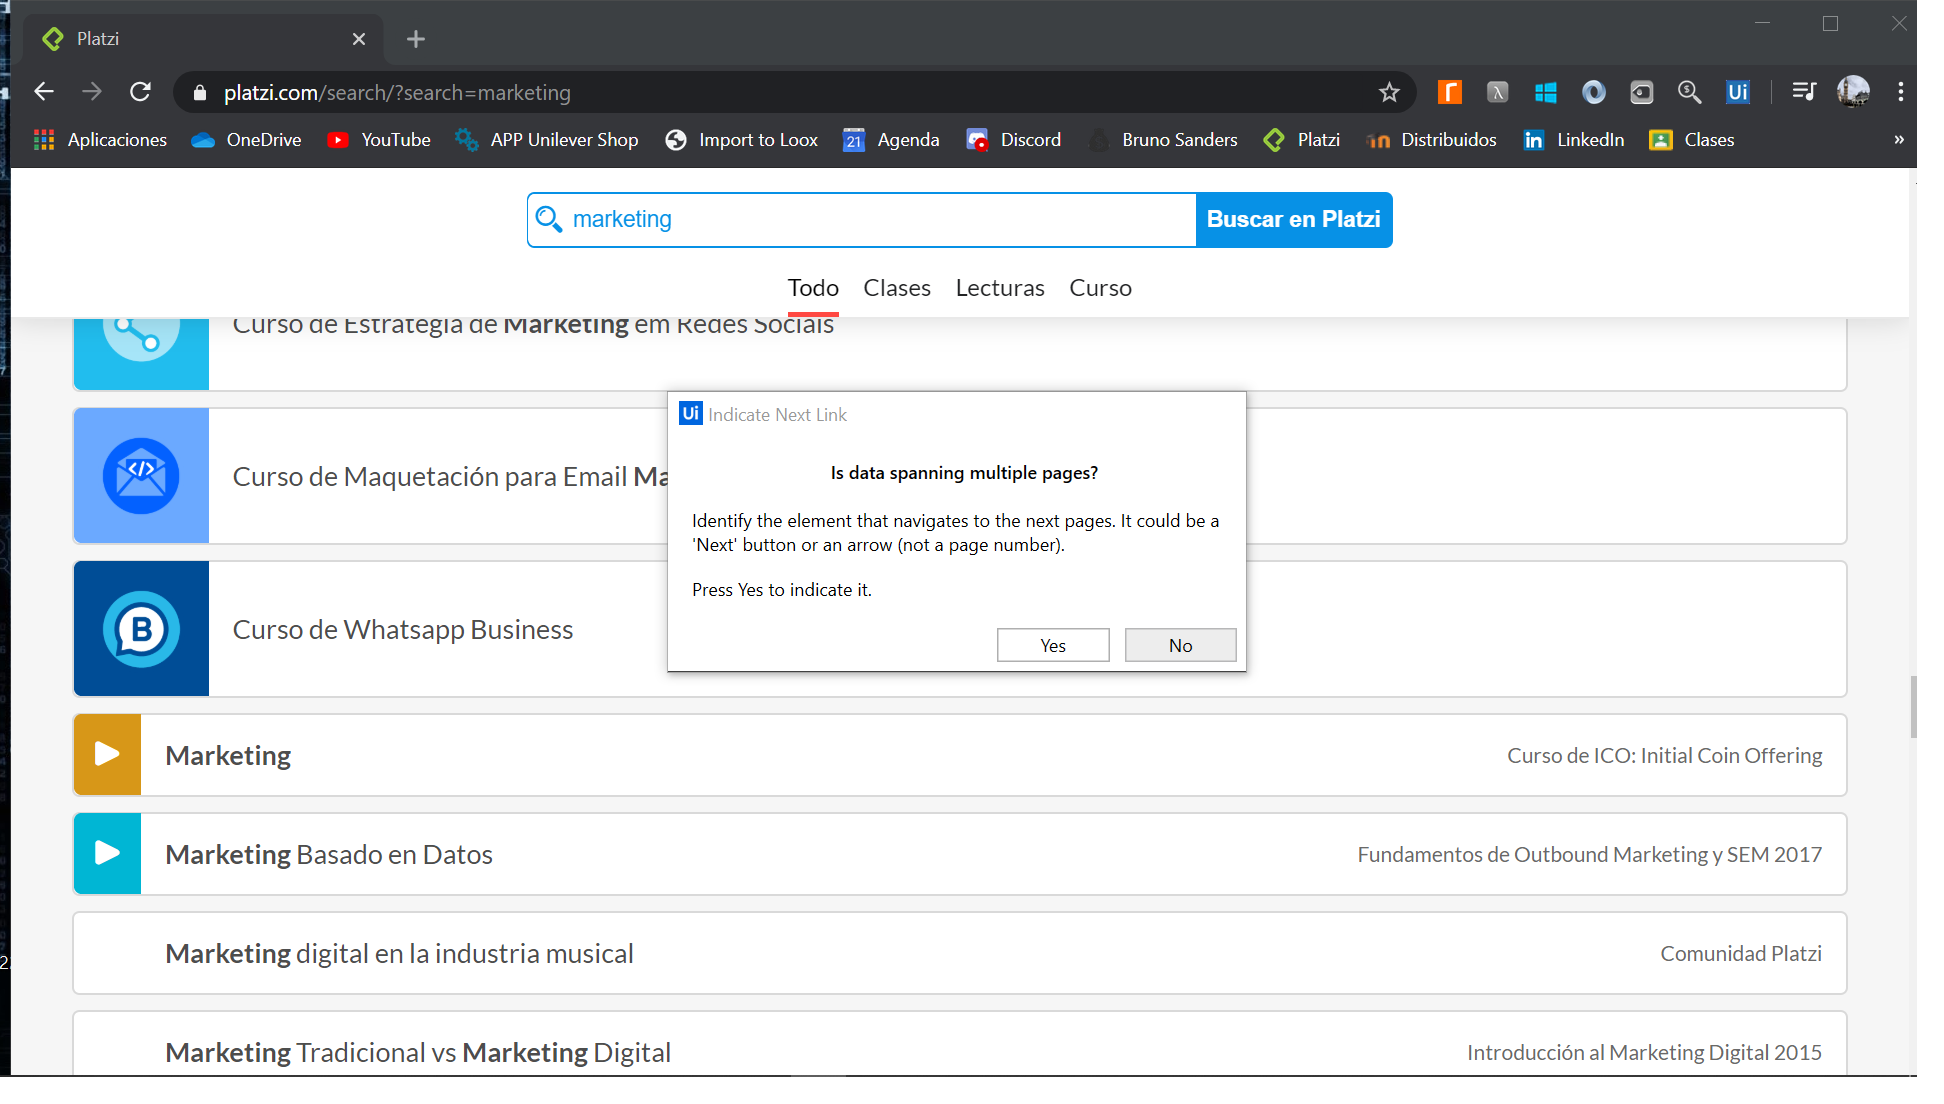 Platzi
platzi.com/search/?search=marketing
Ui
Aplicaciones
OneDrive
YouTube
APP Unilever Shop
Import to Loox
21
Agenda
Discord
Bruno Sanders
Platzi
Distribuidos
in
LinkedIn
Clases
»
marketing
Buscar en Platzi
Todo
Clases
Lecturas
Curso
Curso de Estrategia de Marketing em Redes Sociais
Ui Indicate Next Link
Is data spanning multiple pages?
Identify the element that navigates to the next pages. It could be a
'Next' button or an arrow (not a page number).
Press Yes to indicate it.
Yes
No
</>
Curso de Maquetación para Email Ma
B
Curso de Whatsapp Business
Marketing
Curso de ICO: Initial Coin Offering
Marketing Basado en Datos
Fundamentos de Outbound Marketing y SEM 2017
Marketing digital en la industria musical
Comunidad Platzi
Marketing Tradicional vs Marketing Digital
Introducción al Marketing Digital 2015